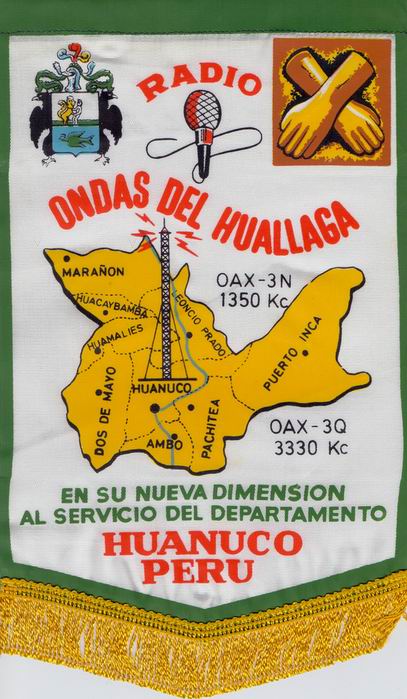 RADIO
ONDAS DEL HUALLAGA
OAX-3N
1350 Kc
MARAÑON
HUACAYBAMBA
LEONCIO PRADO
HUAMALIES
PUERTO INCA
DOS DE MAYO
HUANUCO
PACHITEA
AMBO
OAX-3Q
3330 Kc
EN SU NUEVA DIMENSION
AL SERVICIO DEL DEPARTAMENTO
HUANUCO
PERU